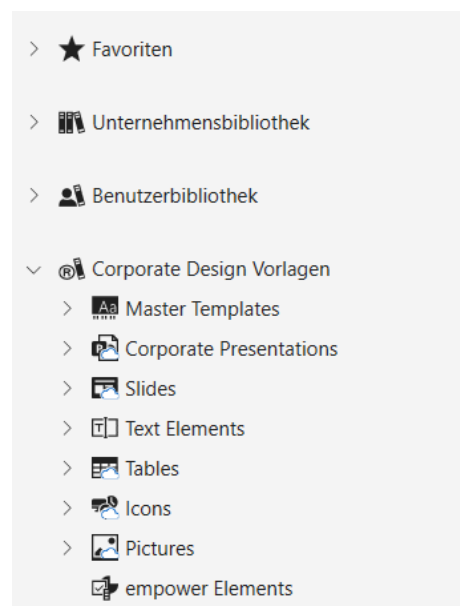 Favoriten
Unternehmensbibliothek
Benutzerbibliothek
Corporate Design Vorlagen
Master Templates
Corporate Presentations
Slides
Text Elements
Tables
Icons
Pictures
empower Elements